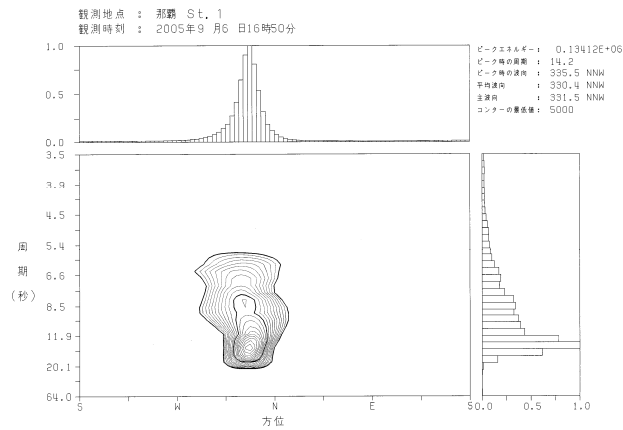 観測地点 : 那覇 St.1
観測時刻 : 2005年9月6日16時50分
ピークエネルギー: 0.13412E+06
ピーク時の周期 : 14.2
ピーク時の波向 : 335.5 NNW
平均波向 : 330.4 NNW
主波向 : 331.5 NNW
コンターの最低値: 5000
1.0
0.5
0.0
3.5
3.9
4.5
5.4
6.6
8.5
11.9
20.1
64.0
周期(秒)
S W N E S
方位
0.0 0.5 1.0